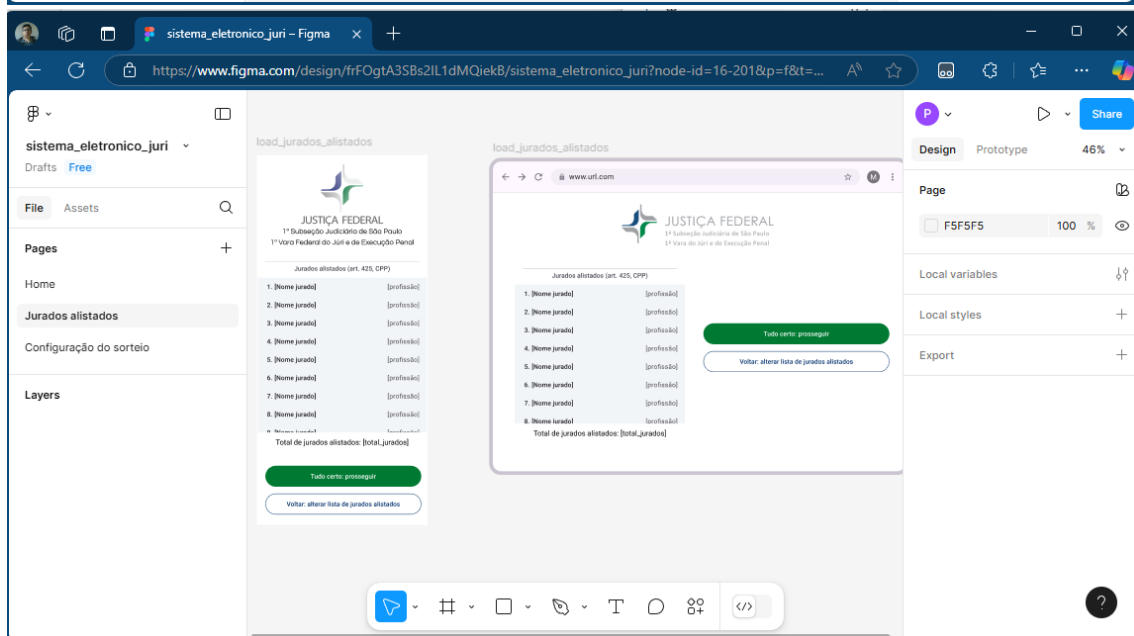 sistema_eletronico_juri – Figma
https://www.figma.com/design/frFOgtA3SBs2IL1dMQiekB/sistema_eletronico_juri?node-id=16-201&p=f&t=...
sistema_eletronico_juri
Drafts Free
File Assets
Pages
Home
Jurados alistados
Configuração do sorteio
Layers
load_jurados_alistados
JUSTIÇA FEDERAL
1ª Subseção Judiciária de São Paulo
1ª Vara Federal do Júri e de Execução Penal
Jurados alistados (art. 425, CPP)
1. [Nome jurado] [profissão]
2. [Nome jurado] [profissão]
3. [Nome jurado] [profissão]
4. [Nome jurado] [profissão]
5. [Nome jurado] [profissão]
6. [Nome jurado] [profissão]
7. [Nome jurado] [profissão]
8. [Nome jurado] [profissão]
Total de jurados alistados: [total_jurados]
Tudo certo: prosseguir
Voltar: alterar lista de jurados alistados
load_jurados_alistados
www.url.com
M
JUSTIÇA FEDERAL
1ª Subseção Judiciária de São Paulo
1ª Vara do Júri e de Execução Penal
Jurados alistados (art. 425, CPP)
1. [Nome jurado] [profissão]
2. [Nome jurado] [profissão]
3. [Nome jurado] [profissão]
4. [Nome jurado] [profissão]
5. [Nome jurado] [profissão]
6. [Nome jurado] [profissão]
7. [Nome jurado] [profissão]
8. [Nome jurado] [profissão]
Total de jurados alistados: [total_jurados]
Tudo certo: prosseguir
Voltar: alterar lista de jurados alistados
P
Share
Design Prototype 46%
Page
F5F5F5 100 %
Local variables
Local styles
Export
?